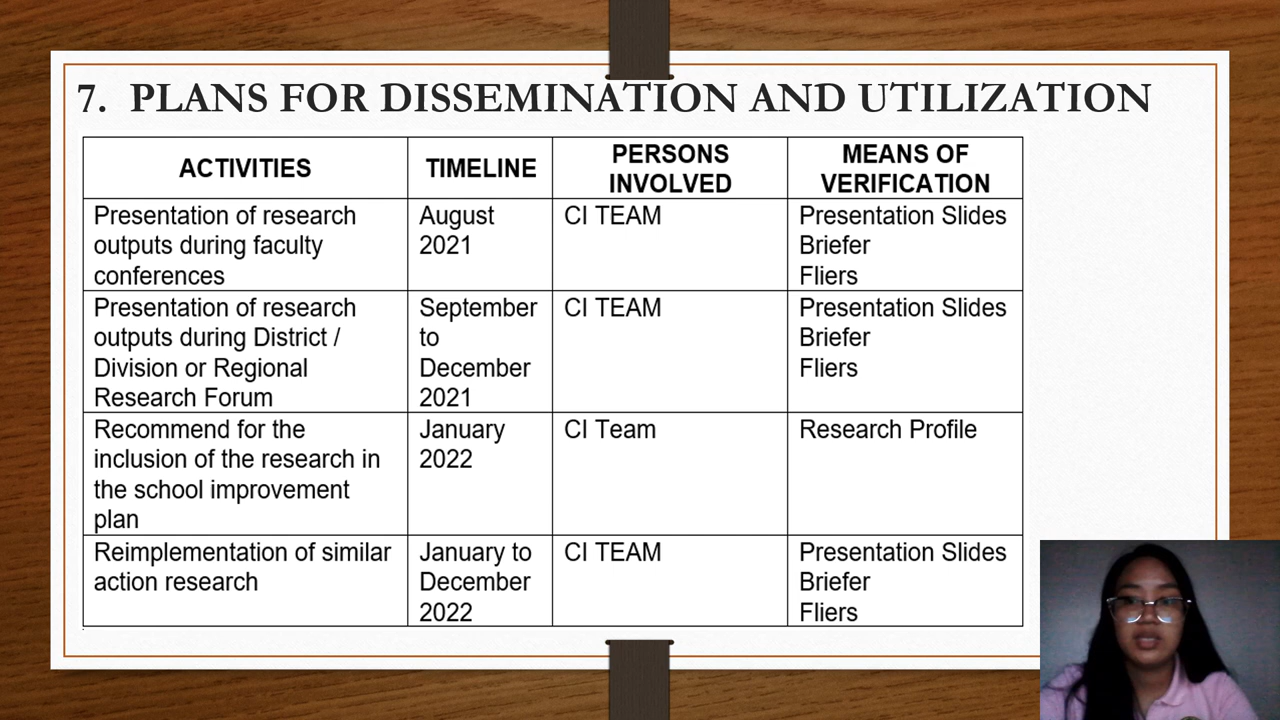 7. PLANS FOR DISSEMINATION AND UTILIZATION
ACTIVITIES
TIMELINE
PERSONS
INVOLVED
MEANS OF
VERIFICATION
Presentation of research
outputs during faculty
conferences
August
2021
CI TEAM
Presentation Slides
Briefer
Fliers
Presentation of research
outputs during District /
Division or Regional
Research Forum
September
to
December
2021
CI TEAM
Presentation Slides
Briefer
Fliers
Recommend for the
inclusion of the research in
the school improvement
plan
January
2022
CI Team
Research Profile
Reimplementation of similar
action research
January to
December
2022
CI TEAM
Presentation Slides
Briefer
Fliers